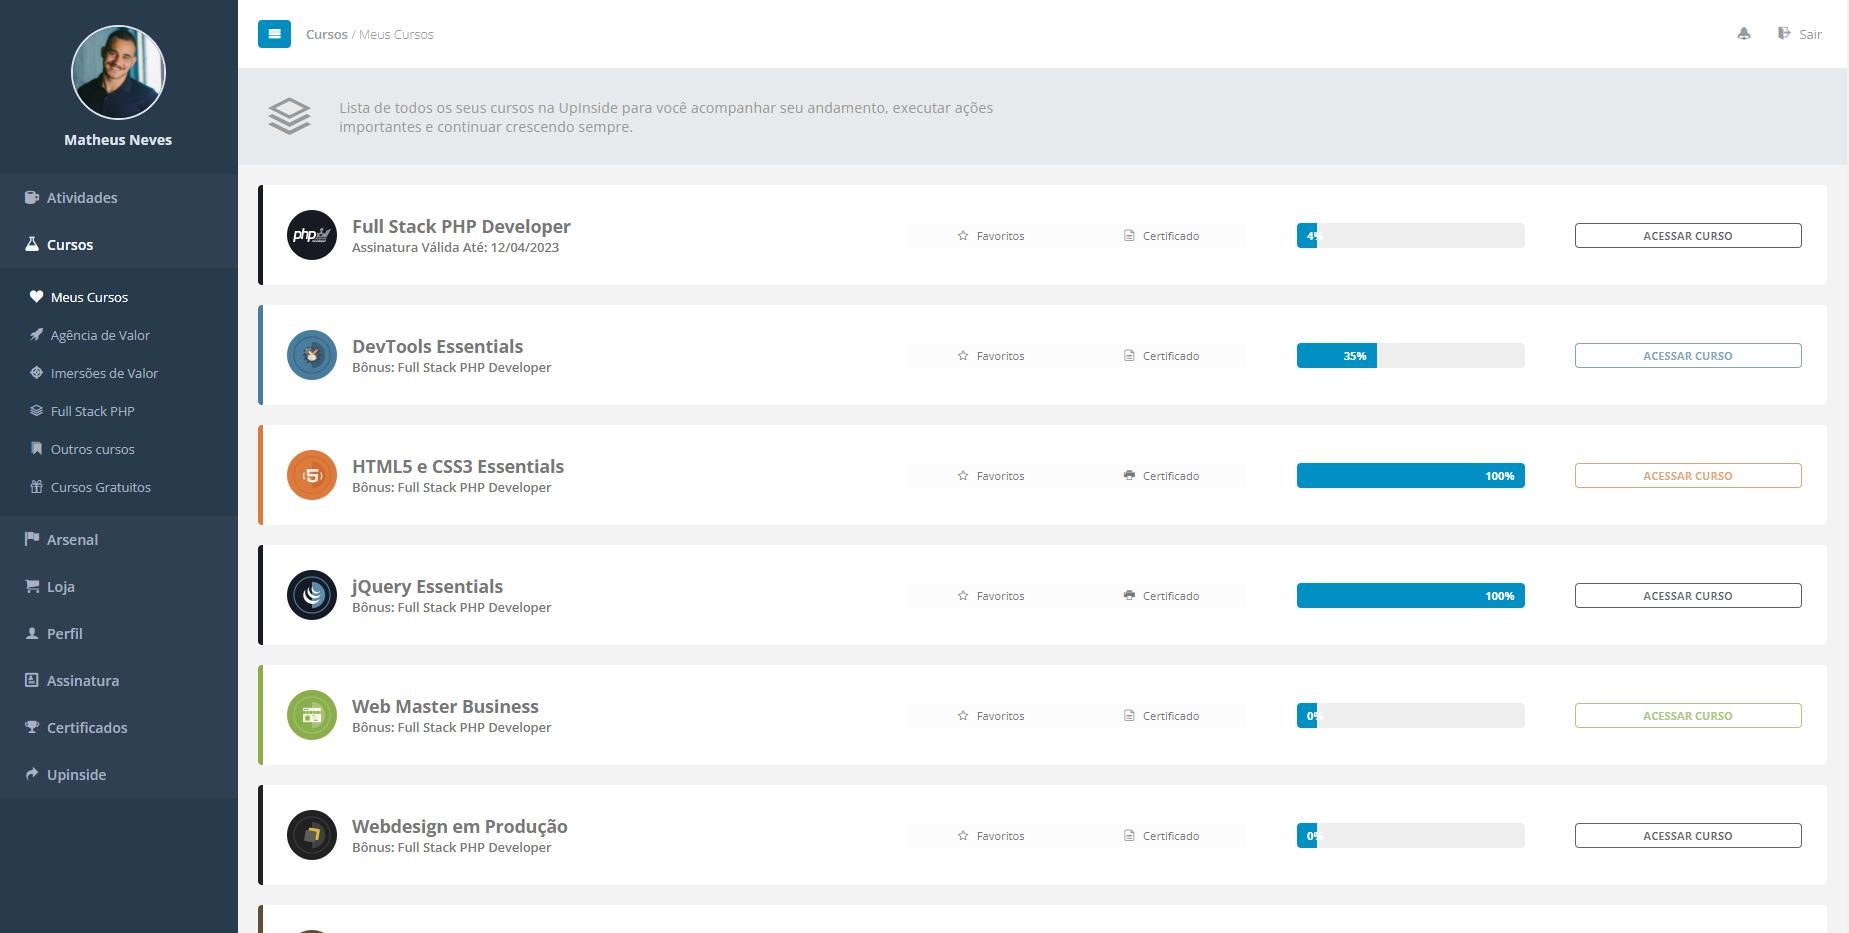 Matheus Neves
Atividades
Cursos
Meus Cursos
Agência de Valor
Imersões de Valor
Full Stack PHP
Outros cursos
Cursos Gratuitos
Arsenal
Loja
Perfil
Assinatura
Certificados
Upinside
Cursos / Meus Cursos
Sair
Lista de todos os seus cursos na UpInside para você acompanhar seu andamento, executar ações
importantes e continuar crescendo sempre.
php
Full Stack PHP Developer
Assinatura Válida Até: 12/04/2023
Favoritos
Certificado
4%
ACESSAR CURSO
DevTools Essentials
Bônus: Full Stack PHP Developer
Favoritos
Certificado
35%
ACESSAR CURSO
5
HTML5 e CSS3 Essentials
Bônus: Full Stack PHP Developer
Favoritos
Certificado
100%
ACESSAR CURSO
jQuery Essentials
Bônus: Full Stack PHP Developer
Favoritos
Certificado
100%
ACESSAR CURSO
Web Master Business
Bônus: Full Stack PHP Developer
Favoritos
Certificado
0%
ACESSAR CURSO
Webdesign em Produção
Bônus: Full Stack PHP Developer
Favoritos
Certificado
0%
ACESSAR CURSO